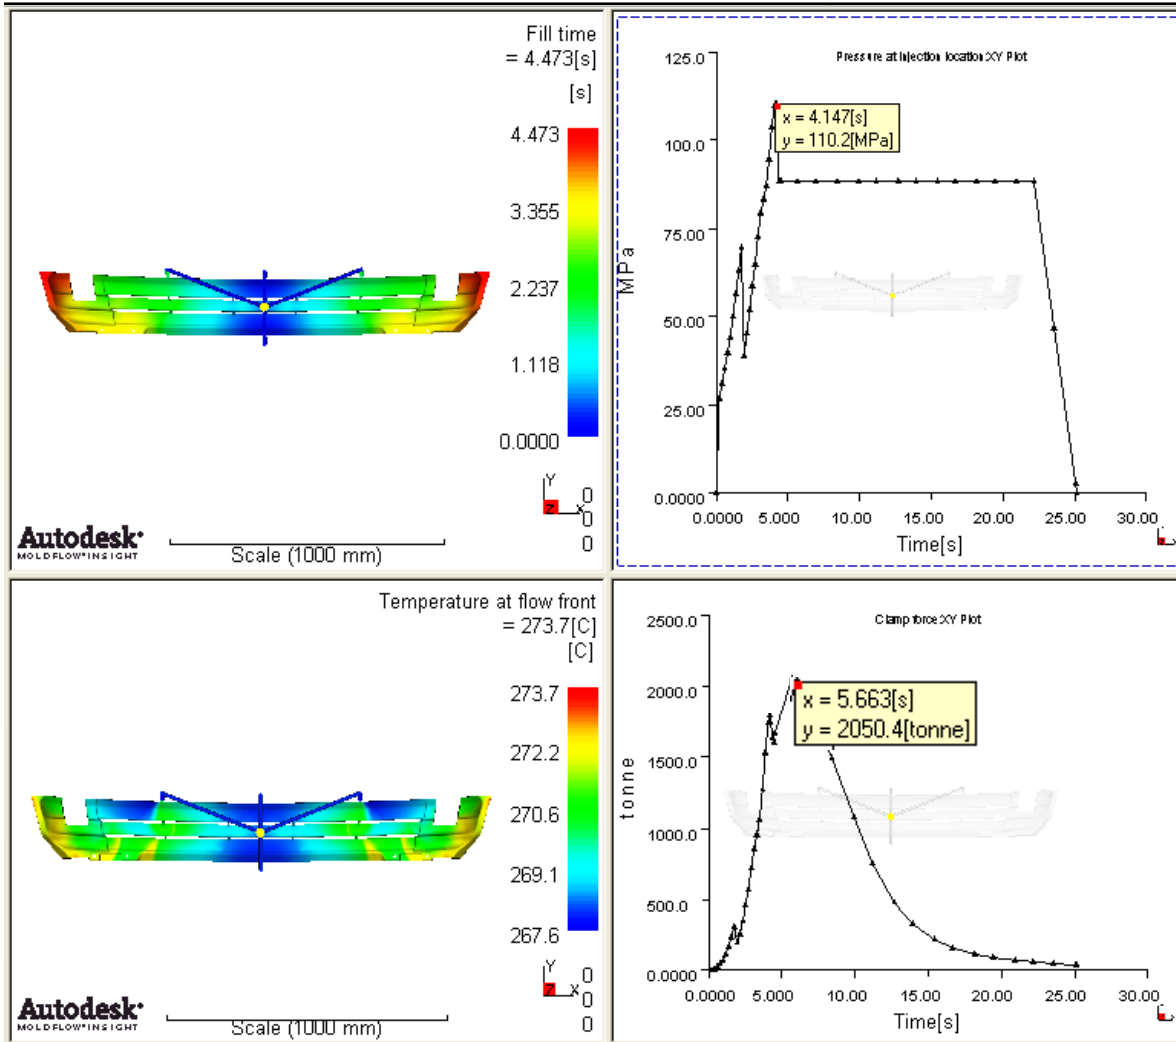 Fill time
= 4.473[s]
[s]
4.473
3.355
2.237
1.118
0.0000
Y
Z
X
0
0
0
Autodesk®
MOLDFLOW® INSIGHT
Scale (1000 mm)
Pressure at injection location:XY Plot
125.0
100.0
75.00
50.00
25.00
0.0000
MPa
x = 4.147[s]
y = 110.2[MPa]
0.0000 5.000 10.00 15.00 20.00 25.00 30.00
Time[s]
Temperature at flow front
= 273.7[C]
[C]
273.7
272.2
270.6
269.1
267.6
Y
Z
X
0
0
0
Autodesk®
MOLDFLOW® INSIGHT
Scale (1000 mm)
Clamp force:XY Plot
2500.0
2000.0
1500.0
1000.0
500.0
0.0000
tonne
x = 5.663[s]
y = 2050.4[tonne]
0.0000 5.000 10.00 15.00 20.00 25.00 30.00
Time[s]